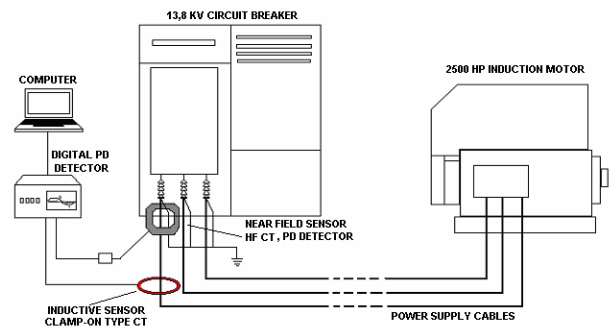 13,8 KV CIRCUIT BREAKER
2500 HP INDUCTION MOTOR
COMPUTER
DIGITAL PD
DETECTOR
NEAR FIELD SENSOR
HF CT , PD DETECTOR
INDUCTIVE SENSOR
CLAMP-ON TYPE CT
POWER SUPPLY CABLES